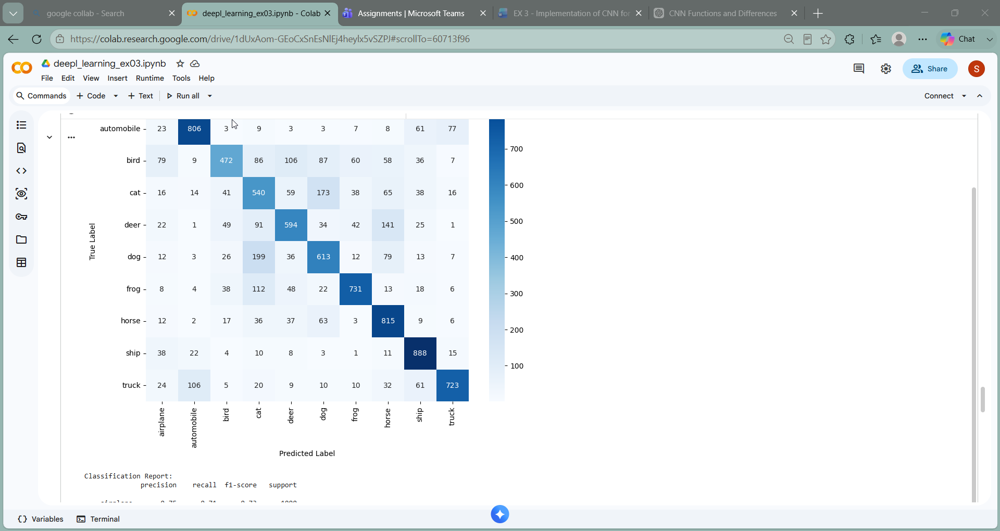 google collab - Search
deepl_learning_ex03.ipynb - Colab
Assignments | Microsoft Teams
EX 3 - Implementation of CNN for
CNN Functions and Differences
https://colab.research.google.com/drive/1dUxAom-GEoCxSnEsNlEj4heylx5vSZPJ#scrollTo=60713f96
Chat
deepl_learning_ex03.ipynb
File Edit View Insert Runtime Tools Help
Share
S
Commands + Code + Text Run all
Connect
automobile 23 806 3 9 3 3 7 8 61 77
bird 79 9 472 86 106 87 60 58 36 7
cat 16 14 41 540 59 173 38 65 38 16
deer 22 1 49 91 594 34 42 141 25 1
dog 12 3 26 199 36 613 12 79 13 7
frog 8 4 38 112 48 22 731 13 18 6
horse 12 2 17 36 37 63 3 815 9 6
ship 38 22 4 10 8 3 1 11 888 15
truck 24 106 5 20 9 10 10 32 61 723
True Label
airplane automobile bird cat deer dog frog horse ship truck
Predicted Label
700
600
500
400
300
200
100
Classification Report:
precision recall f1-score support
airplane 0.75 0.71 0.73 1000
Variables Terminal